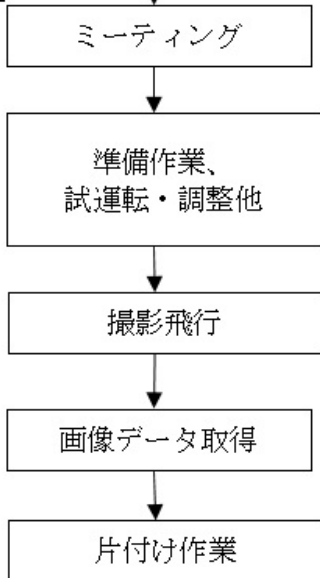 ミーティング
準備作業、
試運転・調整他
撮影飛行
画像データ取得
片付け作業